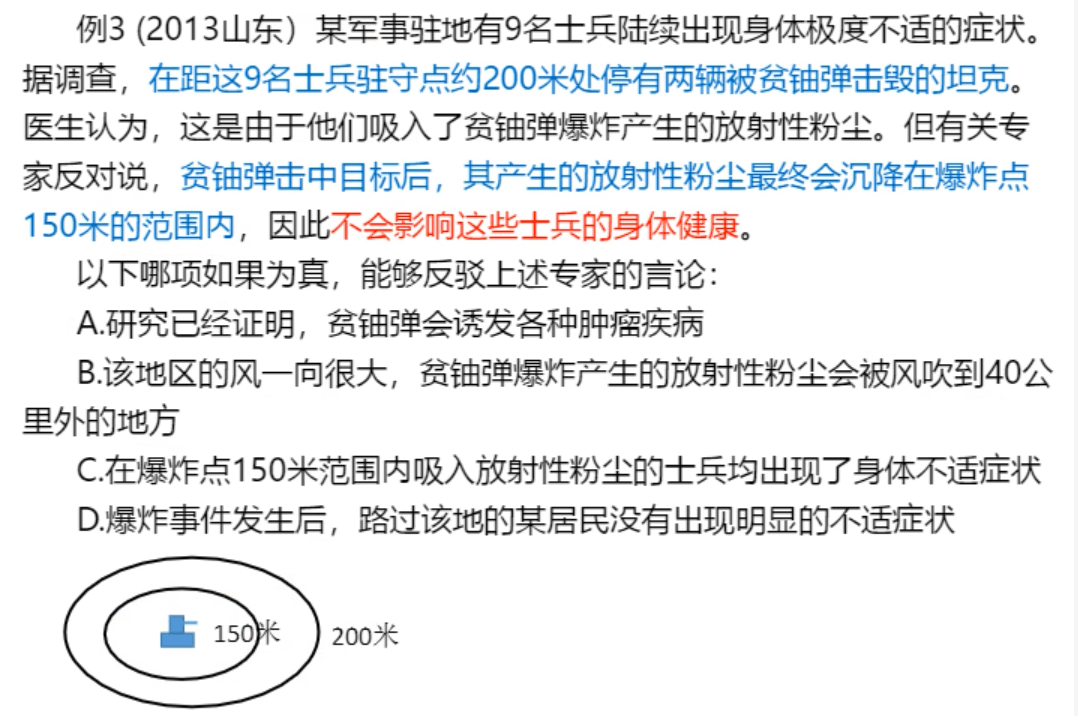 例3 (2013山东）某军事驻地有9名士兵陆续出现身体极度不适的症状。
据调查，在距这9名士兵驻守点约200米处停有两辆被贫铀弹击毁的坦克。
医生认为，这是由于他们吸入了贫铀弹爆炸产生的放射性粉尘。但有关专
家反对说，贫铀弹击中目标后，其产生的放射性粉尘最终会沉降在爆炸点
150米的范围内，因此不会影响这些士兵的身体健康。
以下哪项如果为真，能够反驳上述专家的言论：
A.研究已经证明，贫铀弹会诱发各种肿瘤疾病
B.该地区的风一向很大，贫铀弹爆炸产生的放射性粉尘会被风吹到40公
里外的地方
C.在爆炸点150米范围内吸入放射性粉尘的士兵均出现了身体不适症状
D.爆炸事件发生后，路过该地的某居民没有出现明显的不适症状
150米 200米